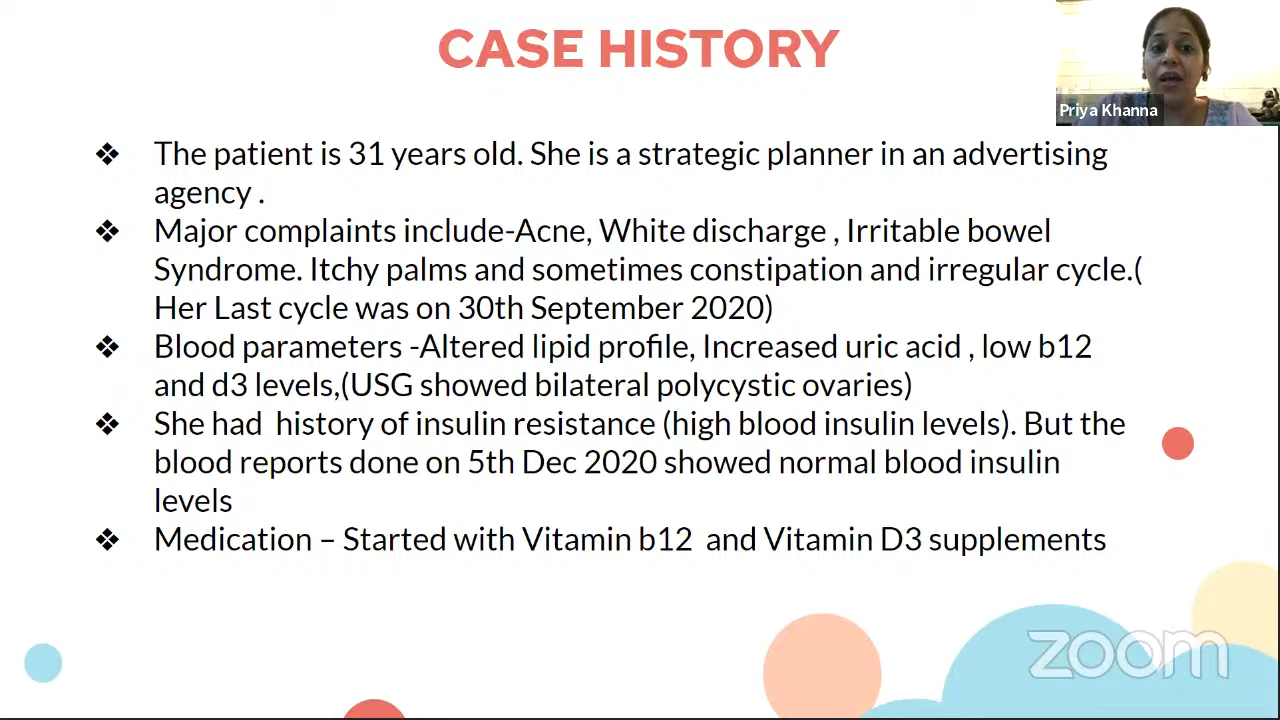 CASE HISTORY
Priya Khanna
❖ The patient is 31 years old. She is a strategic planner in an advertising
agency .
❖ Major complaints include-Acne, White discharge , Irritable bowel
Syndrome. Itchy palms and sometimes constipation and irregular cycle.(
Her Last cycle was on 30th September 2020)
❖ Blood parameters -Altered lipid profile, Increased uric acid , low b12
and d3 levels,(USG showed bilateral polycystic ovaries)
❖ She had  history of insulin resistance (high blood insulin levels). But the
blood reports done on 5th Dec 2020 showed normal blood insulin
levels
❖ Medication – Started with Vitamin b12  and Vitamin D3 supplements
zoom